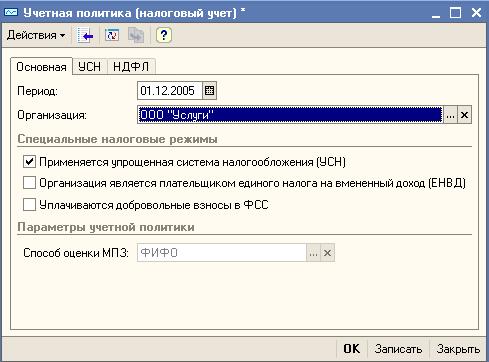 Учетная политика (налоговый учет) *
Действия
Основная УСН НДФЛ
Период: 01.12.2005
Организация: ООО "Услуги" ... ×
Специальные налоговые режимы
Применяется упрощенная система налогообложения (УСН)
Организация является плательщиком единого налога на вмененный доход (ЕНВД)
Уплачиваются добровольные взносы в ФСС
Параметры учетной политики
Способ оценки МПЗ: ФИФО ... ×
OK Записать Закрыть